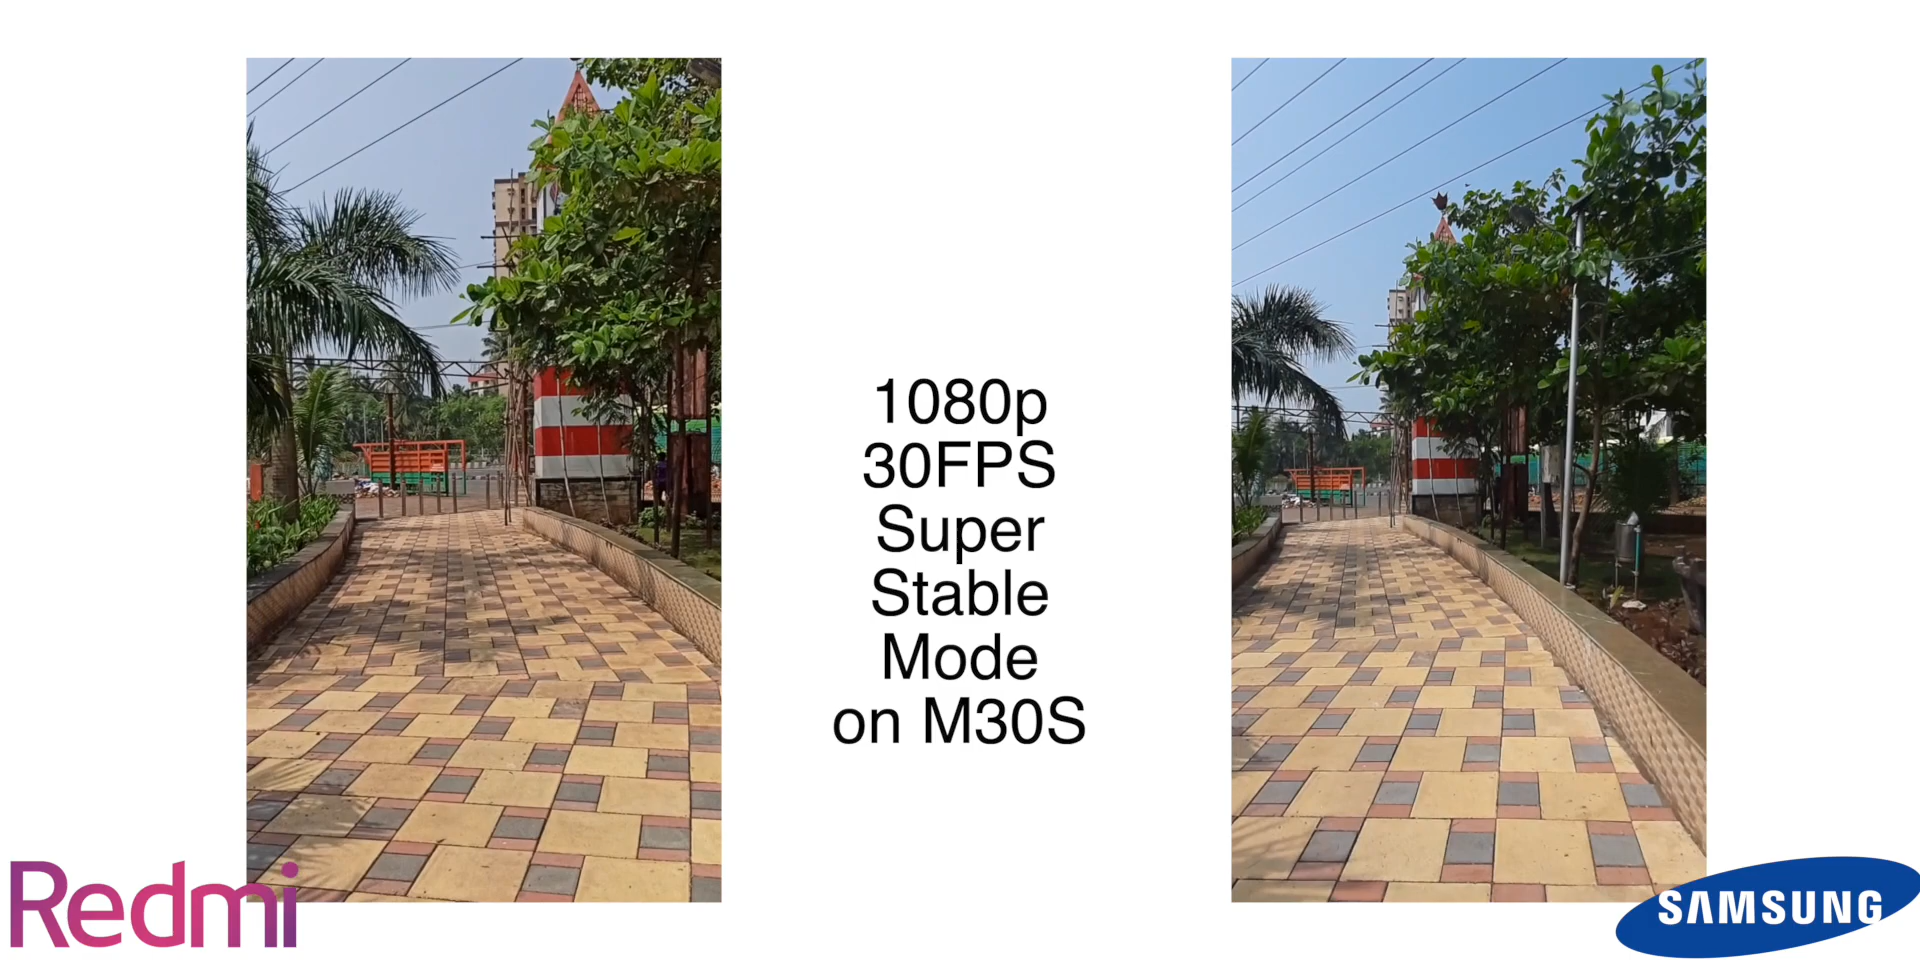 1080p
30FPS
Super
Stable
Mode
on M30S
Redmi
SAMSUNG